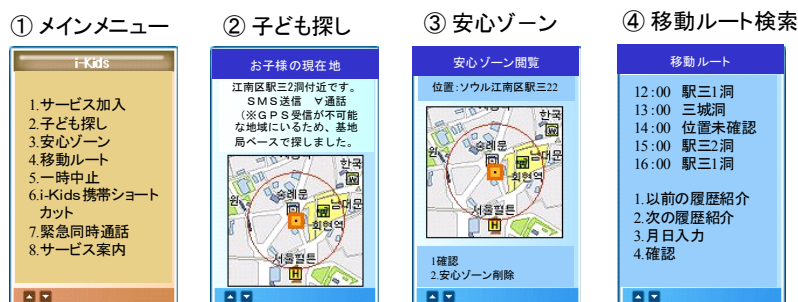 ① メインメニュー
i-Kids
1.サービス加入
2.子ども探し
3.安心ゾーン
4.移動ルート
5.一時中止
6.i-Kids 携帯ショート
カット
7.緊急同時通話
8.サービス案内
② 子ども探し
お子様の現在地
江南区駅三2洞付近です。
SMS送信 ∀通話
(※GPS受信が不可能
な地域にいるため、基地
局ベースで探しました。
한국
숭례문
남대문
회현역
서울힐튼
③ 安心ゾーン
安心ゾーン閲覧
位置:ソウル江南区駅三22
한국
숭례문
남대문
회현역
서울힐튼
1確認
2.安心ゾーン削除
④ 移動ルート検索
移動ルート
12:00 駅三1洞
13:00 三城洞
14:00 位置未確認
15:00 駅三2洞
16:00 駅三1洞
1.以前の履歴紹介
2.次の履歴紹介
3.月日入力
4.確認